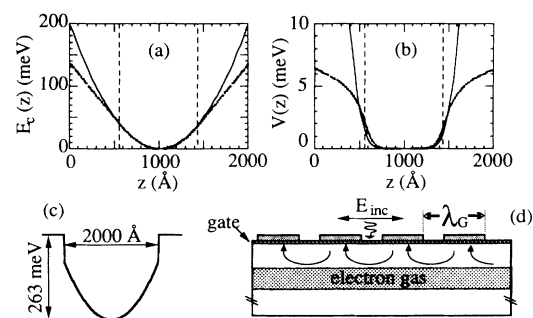 200
100
0
E_c (z) (meV)
(a)
0
1000
2000
z (Å)
10
5
0
V(z) (meV)
(b)
0
1000
2000
z (Å)
(c)
2000 Å
263 meV
E_inc
λ_G
(d)
gate
electron gas